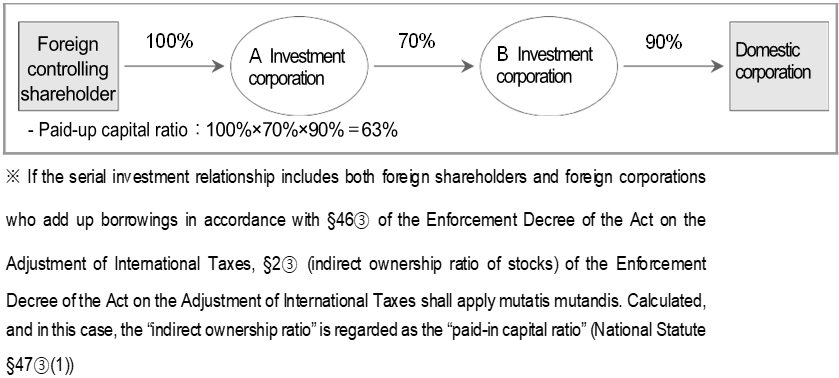 100% 70% 90%
Foreign controlling shareholder
A Investment corporation
B Investment corporation
Domestic corporation
- Paid-up capital ratio : 100%×70%×90% = 63%
※ If the serial investment relationship includes both foreign shareholders and foreign corporations
who add up borrowings in accordance with §46③ of the Enforcement Decree of the Act on the
Adjustment of International Taxes, §2③ (indirect ownership ratio of stocks) of the Enforcement
Decree of the Act on the Adjustment of International Taxes shall apply mutatis mutandis. Calculated,
and in this case, the “indirect ownership ratio” is regarded as the “paid-in capital ratio” (National Statute
§47③(1))